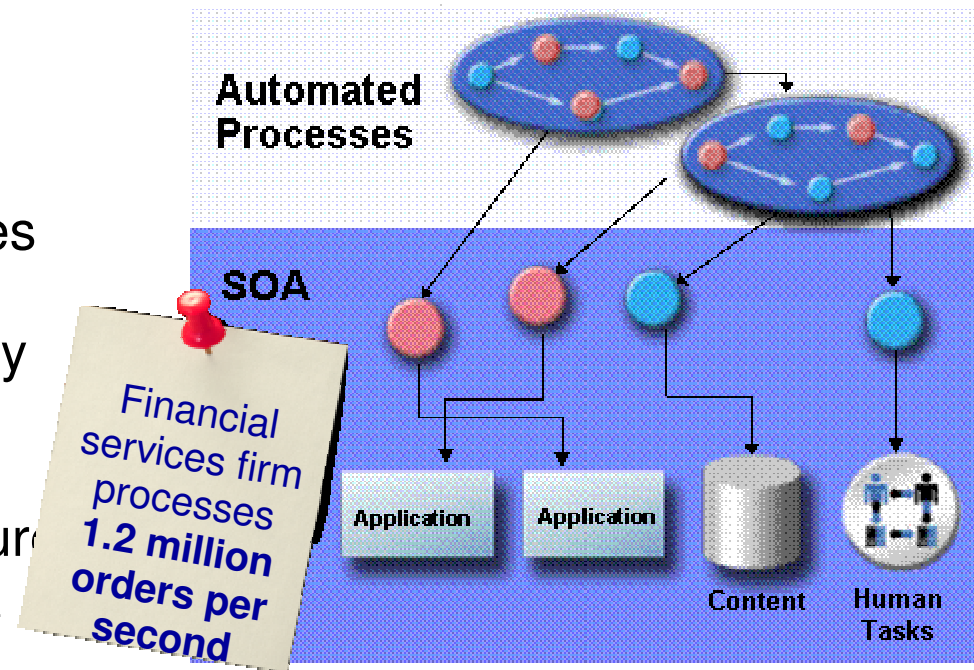 Automated
Processes
es
SOA
y
Financial
services firm
processes
1.2 million
orders per
second
Application
Application
Content
Human
Tasks